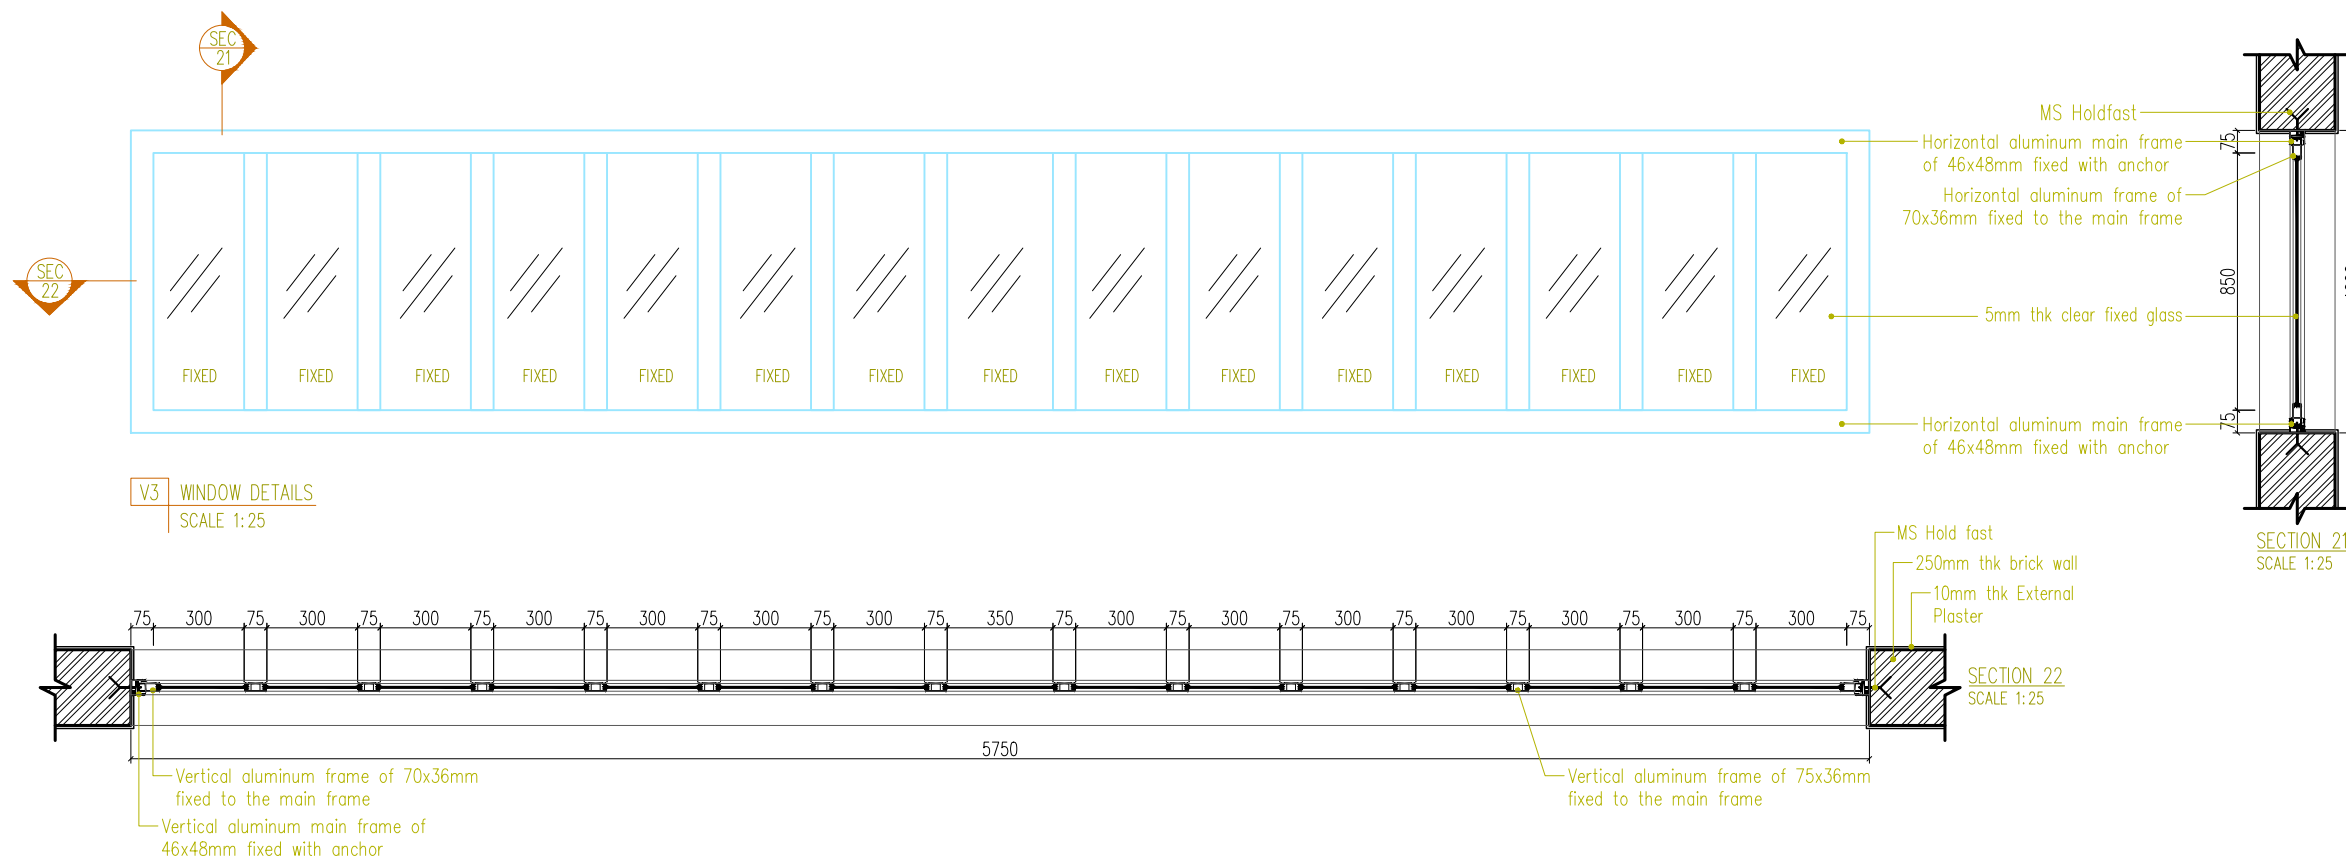 SEC
21
SEC
22
MS Holdfast
Horizontal aluminum main frame
of 46x48mm fixed with anchor
Horizontal aluminum frame of
70x36mm fixed to the main frame
5mm thk clear fixed glass
Horizontal aluminum main frame
of 46x48mm fixed with anchor
75
850
75
FIXED FIXED FIXED FIXED FIXED FIXED FIXED FIXED FIXED FIXED FIXED FIXED FIXED FIXED FIXED
V3 WINDOW DETAILS
SCALE 1:25
SECTION 21
SCALE 1:25
MS Hold fast
250mm thk brick wall
10mm thk External
Plaster
75 300 75 300 75 300 75 300 75 300 75 300 75 300 75 350 75 300 75 300 75 300 75 300 75 300 75 300 75 300 75
SECTION 22
SCALE 1:25
5750
Vertical aluminum frame of 70x36mm
fixed to the main frame
Vertical aluminum main frame of
46x48mm fixed with anchor
Vertical aluminum frame of 75x36mm
fixed to the main frame